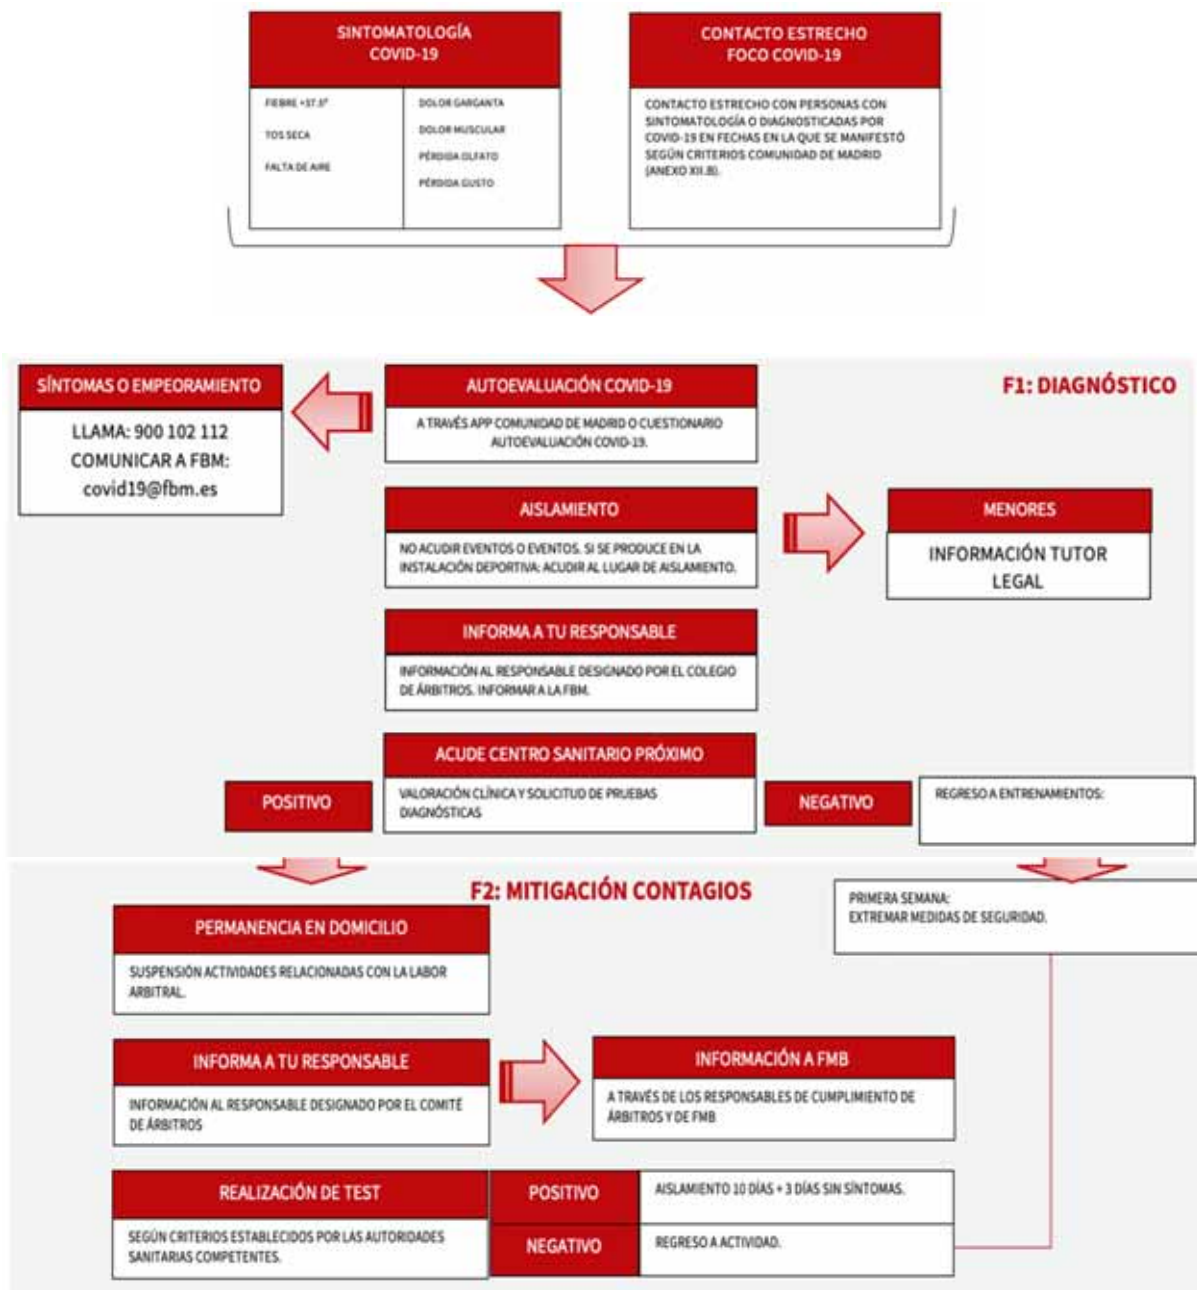 SINTOMATOLOGÍA
COVID-19
FIEBRE +37.5º
TOS SECA
FALTA DE AIRE
DOLOR GARGANTA
DOLOR MUSCULAR
PÉRDIDA OLFATO
PÉRDIDA GUSTO
CONTACTO ESTRECHO
FOCO COVID-19
CONTACTO ESTRECHO CON PERSONAS CON
SINTOMATOLOGÍA O DIAGNOSTICADAS POR
COVID-19 EN FECHAS EN LA QUE SE MANIFESTÓ
SEGÚN CRITERIOS COMUNIDAD DE MADRID
(ANEXO XII.B).
F1: DIAGNÓSTICO
SÍNTOMAS O EMPEORAMIENTO
LLAMA: 900 102 112
COMUNICAR A FBM:
covid19@fbm.es
AUTOEVALUACIÓN COVID-19
A TRAVÉS APP COMUNIDAD DE MADRID O CUESTIONARIO
AUTOEVALUACIÓN COVID-19.
AISLAMIENTO
NO ACUDIR EVENTOS O EVENTOS. SI SE PRODUCE EN LA
INSTALACIÓN DEPORTIVA: ACUDIR AL LUGAR DE AISLAMIENTO.
MENORES
INFORMACIÓN TUTOR
LEGAL
INFORMA A TU RESPONSABLE
INFORMACIÓN AL RESPONSABLE DESIGNADO POR EL COLEGIO
DE ÁRBITROS. INFORMAR A LA FBM.
ACUDE CENTRO SANITARIO PRÓXIMO
VALORACIÓN CLÍNICA Y SOLICITUD DE PRUEBAS
DIAGNÓSTICAS
POSITIVO
NEGATIVO
REGRESO A ENTRENAMIENTOS:
F2: MITIGACIÓN CONTAGIOS
PRIMERA SEMANA:
EXTREMAR MEDIDAS DE SEGURIDAD.
PERMANENCIA EN DOMICILIO
SUSPENSIÓN ACTIVIDADES RELACIONADAS CON LA LABOR
ARBITRAL.
INFORMA A TU RESPONSABLE
INFORMACIÓN AL RESPONSABLE DESIGNADO POR EL COMITÉ
DE ÁRBITROS
INFORMACIÓN A FMB
A TRAVÉS DE LOS RESPONSABLES DE CUMPLIMIENTO DE
ÁRBITROS Y DE FMB
REALIZACIÓN DE TEST
SEGÚN CRITERIOS ESTABLECIDOS POR LAS AUTORIDADES
SANITARIAS COMPETENTES.
POSITIVO
AISLAMIENTO 10 DÍAS + 3 DÍAS SIN SÍNTOMAS.
NEGATIVO
REGRESO A ACTIVIDAD.